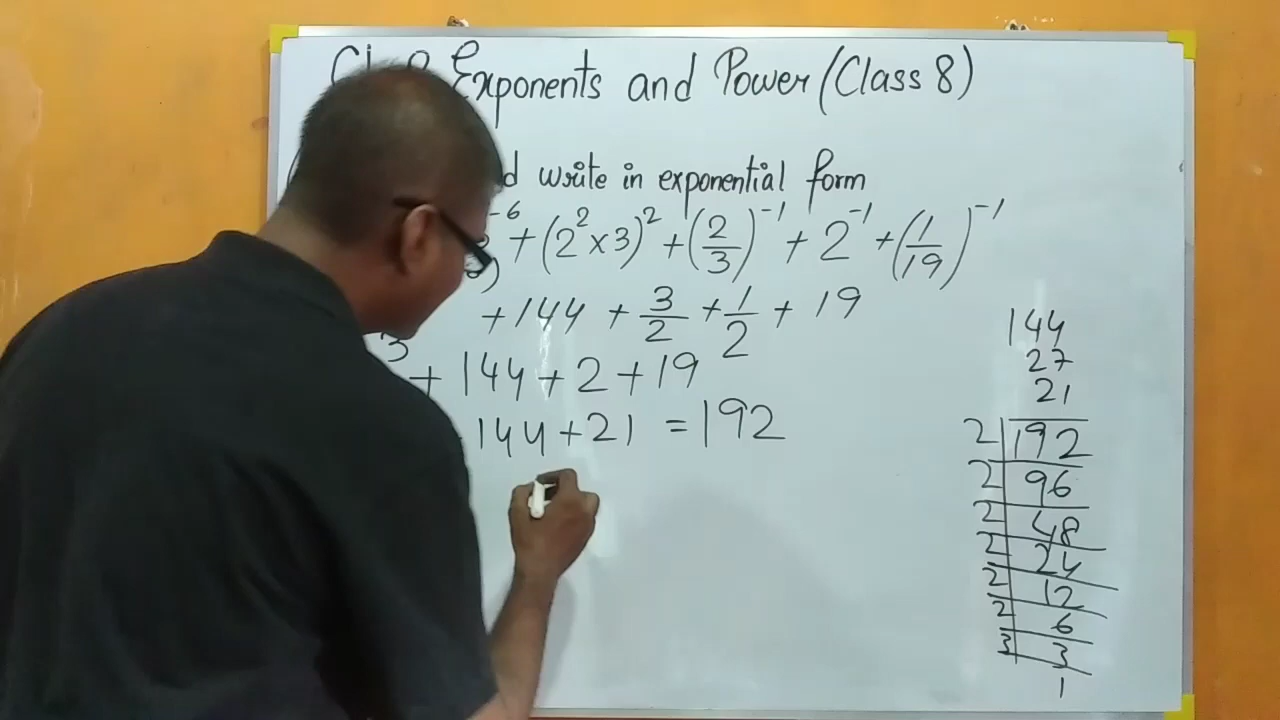 Exponents and Power (Class 8)
write in exponential form
-6 + (2² × 3)² + (2/3)⁻¹ + 2⁻¹ + (1/19)⁻¹
+ 144 + 3/2 + 1/2 + 19
3 + 144 + 2 + 19
144 + 21 = 192
144
27
21
2 | 192
2 | 96
2 | 48
2 | 24
2 | 12
2 | 6
3 | 3
1